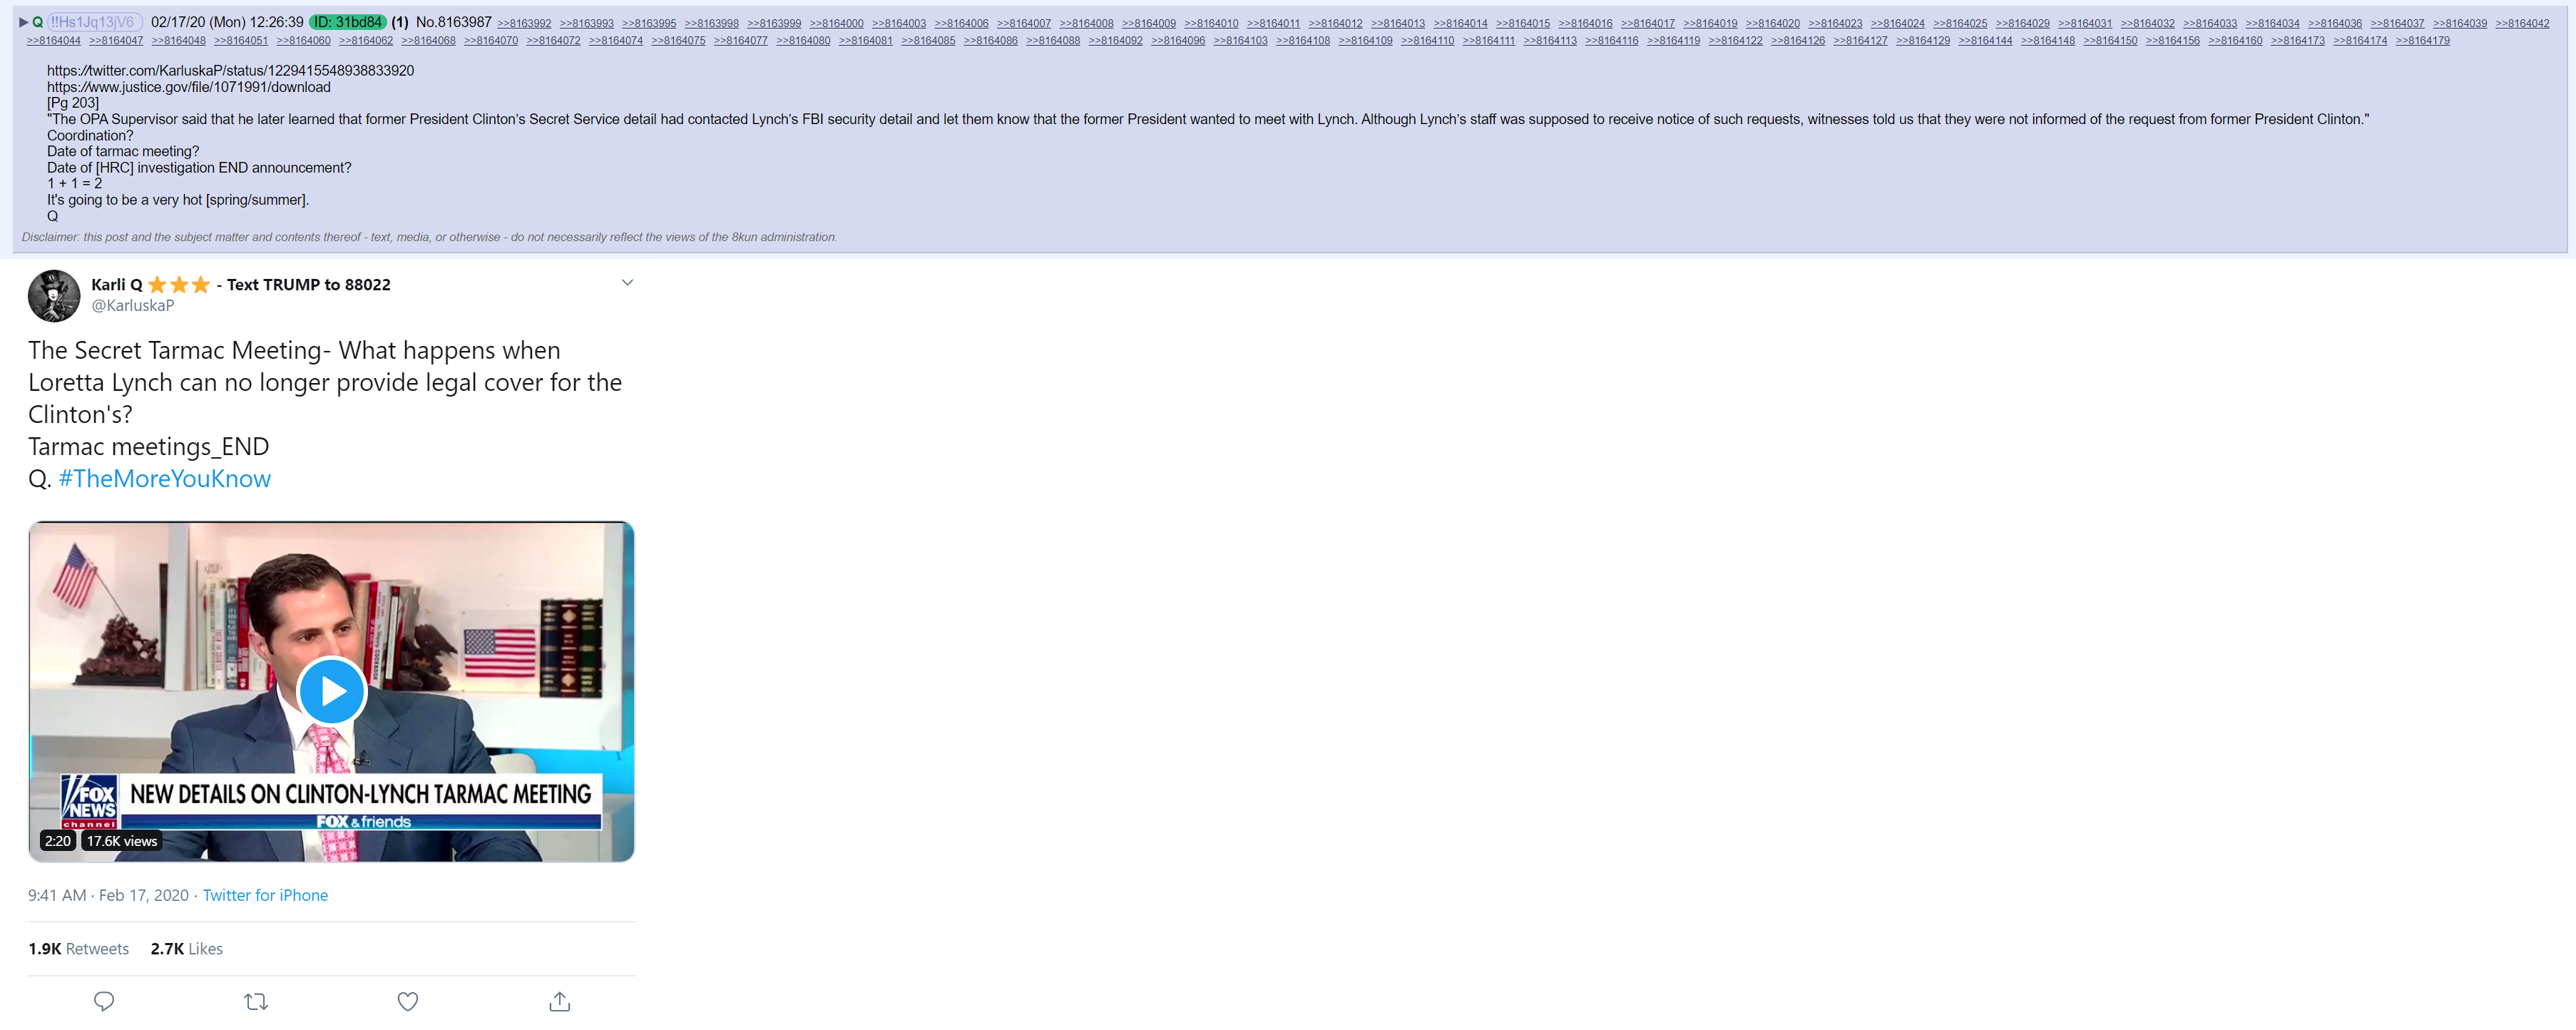 ▶ Q !!Hs1Jq13jV6 02/17/20 (Mon) 12:26:39 ID: 31bd84 (1) No.8163987 >>8163992 >>8163993 >>8163995 >>8163998 >>8163999 >>8164000 >>8164003 >>8164006 >>8164007 >>8164008 >>8164009 >>8164010 >>8164011 >>8164012 >>8164013 >>8164014 >>8164015 >>8164016 >>8164017 >>8164019 >>8164020 >>8164023 >>8164024 >>8164025 >>8164029 >>8164031 >>8164032 >>8164033 >>8164034 >>8164036 >>8164037 >>8164039 >>8164042
>>8164044 >>8164047 >>8164048 >>8164051 >>8164060 >>8164062 >>8164068 >>8164070 >>8164072 >>8164074 >>8164075 >>8164077 >>8164080 >>8164081 >>8164085 >>8164086 >>8164088 >>8164092 >>8164096 >>8164103 >>8164108 >>8164109 >>8164110 >>8164111 >>8164113 >>8164116 >>8164119 >>8164122 >>8164126 >>8164127 >>8164129 >>8164144 >>8164148 >>8164150 >>8164156 >>8164160 >>8164173 >>8164174 >>8164179
https://twitter.com/KarluskaP/status/1229415548938833920
https://www.justice.gov/file/1071991/download
[Pg 203]
"The OPA Supervisor said that he later learned that former President Clinton's Secret Service detail had contacted Lynch's FBI security detail and let them know that the former President wanted to meet with Lynch. Although Lynch's staff was supposed to receive notice of such requests, witnesses told us that they were not informed of the request from former President Clinton."
Coordination?
Date of tarmac meeting?
Date of [HRC] investigation END announcement?
1 + 1 = 2
It's going to be a very hot [spring/summer].
Q
Disclaimer: this post and the subject matter and contents thereof - text, media, or otherwise - do not necessarily reflect the views of the 8kun administration.
Karli Q ⭐⭐⭐ - Text TRUMP to 88022
@KarluskaP
The Secret Tarmac Meeting- What happens when
Loretta Lynch can no longer provide legal cover for the
Clinton's?
Tarmac meetings_END
Q. #TheMoreYouKnow
FOX NEWS channel
NEW DETAILS ON CLINTON-LYNCH TARMAC MEETING
FOX & friends
2:20 17.6K views
9:41 AM · Feb 17, 2020 · Twitter for iPhone
1.9K Retweets 2.7K Likes